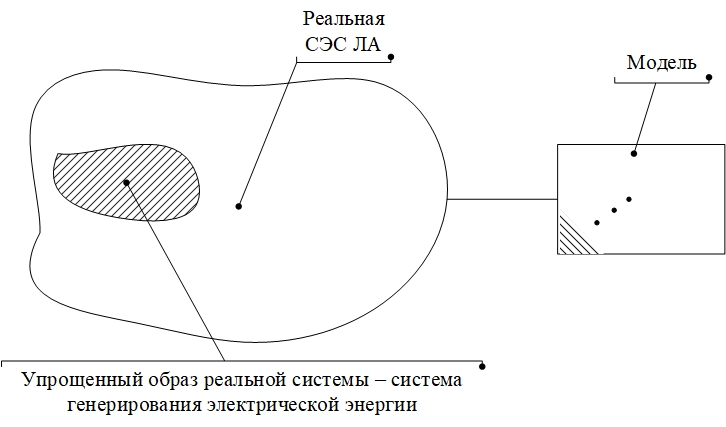 Реальная
СЭС ЛА
Модель
Упрощенный образ реальной системы – система
генерирования электрической энергии